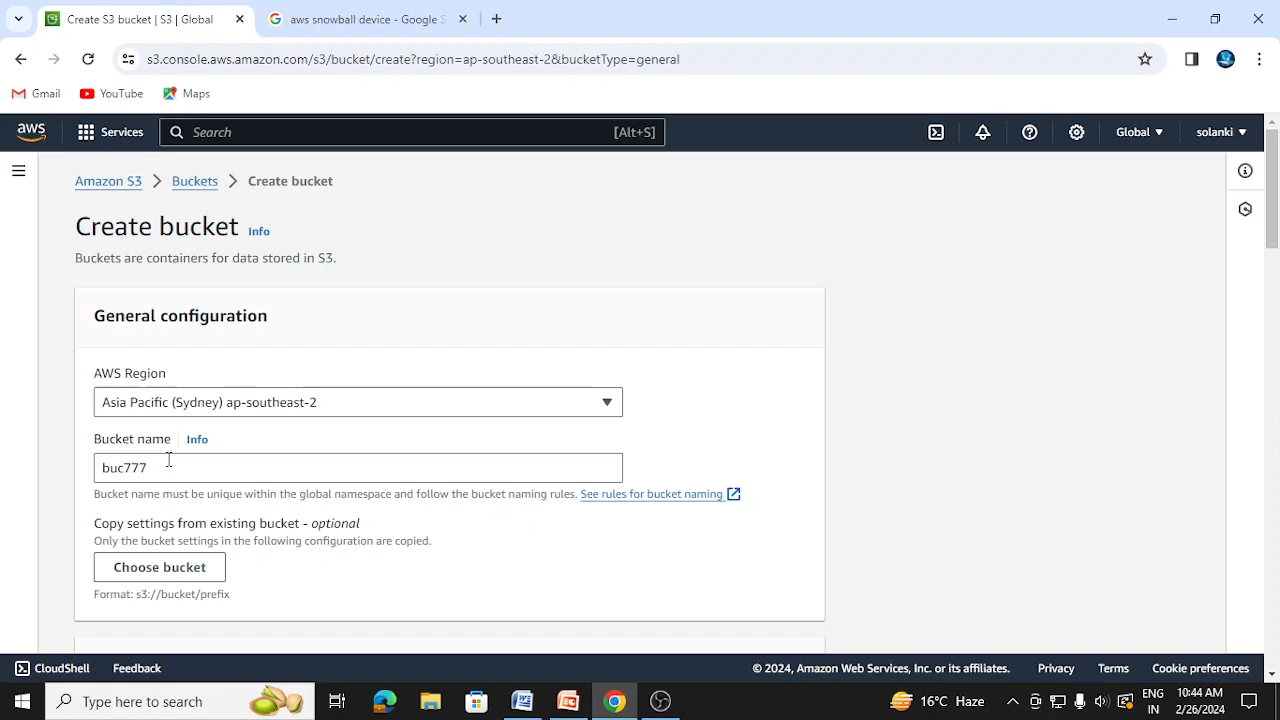 Create S3 bucket | S3 | Global
aws snowball device - Google S
s3.console.aws.amazon.com/s3/bucket/create?region=ap-southeast-2&bucketType=general
Gmail YouTube Maps
aws Services Search [Alt+S] Global solanki
Amazon S3 Buckets Create bucket
Create bucket Info
Buckets are containers for data stored in S3.
General configuration
AWS Region
Asia Pacific (Sydney) ap-southeast-2
Bucket name Info
buc777
Bucket name must be unique within the global namespace and follow the bucket naming rules. See rules for bucket naming
Copy settings from existing bucket - optional
Only the bucket settings in the following configuration are copied.
Choose bucket
Format: s3://bucket/prefix
CloudShell Feedback © 2024, Amazon Web Services, Inc. or its affiliates. Privacy Terms Cookie preferences
Type here to search 16°C Haze ENG 10:44 AM
IN 2/26/2024